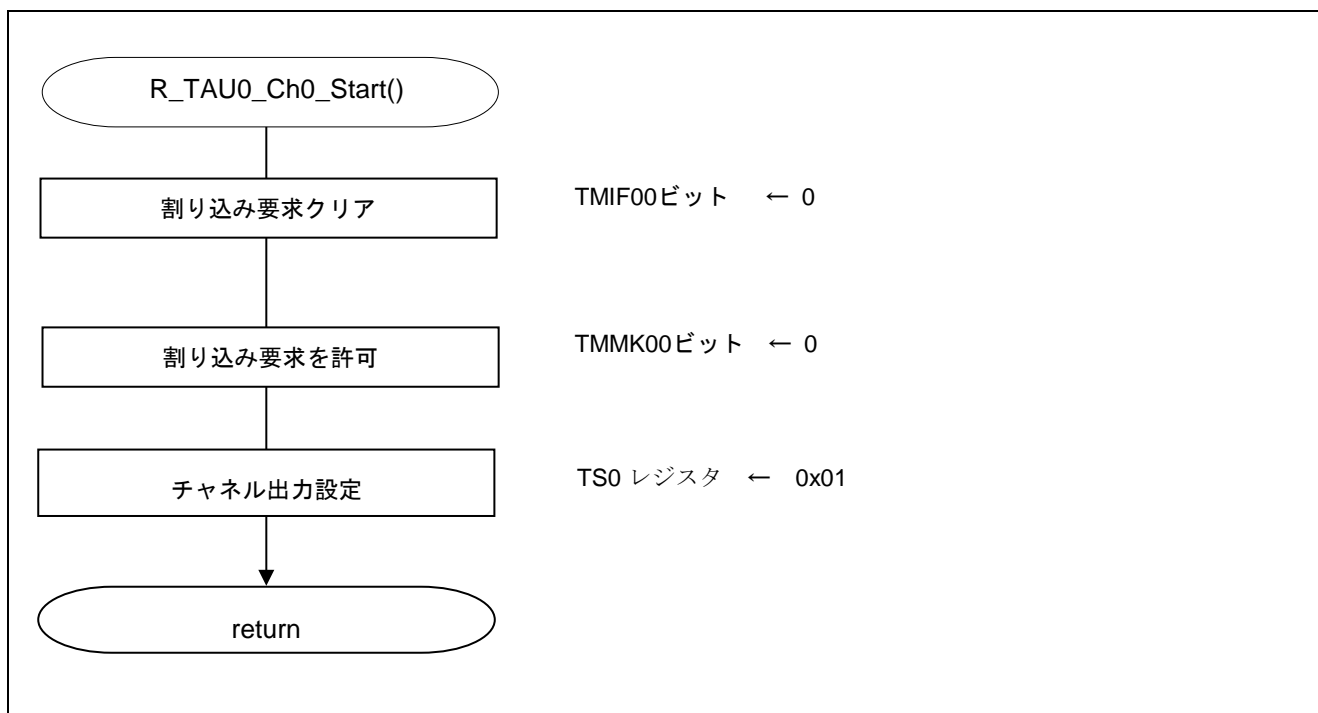 R_TAU0_Ch0_Start()
割り込み要求クリア
TMIF00ビット ← 0
割り込み要求を許可
TMMK00ビット ← 0
チャネル出力設定
TS0 レジスタ ← 0x01
return